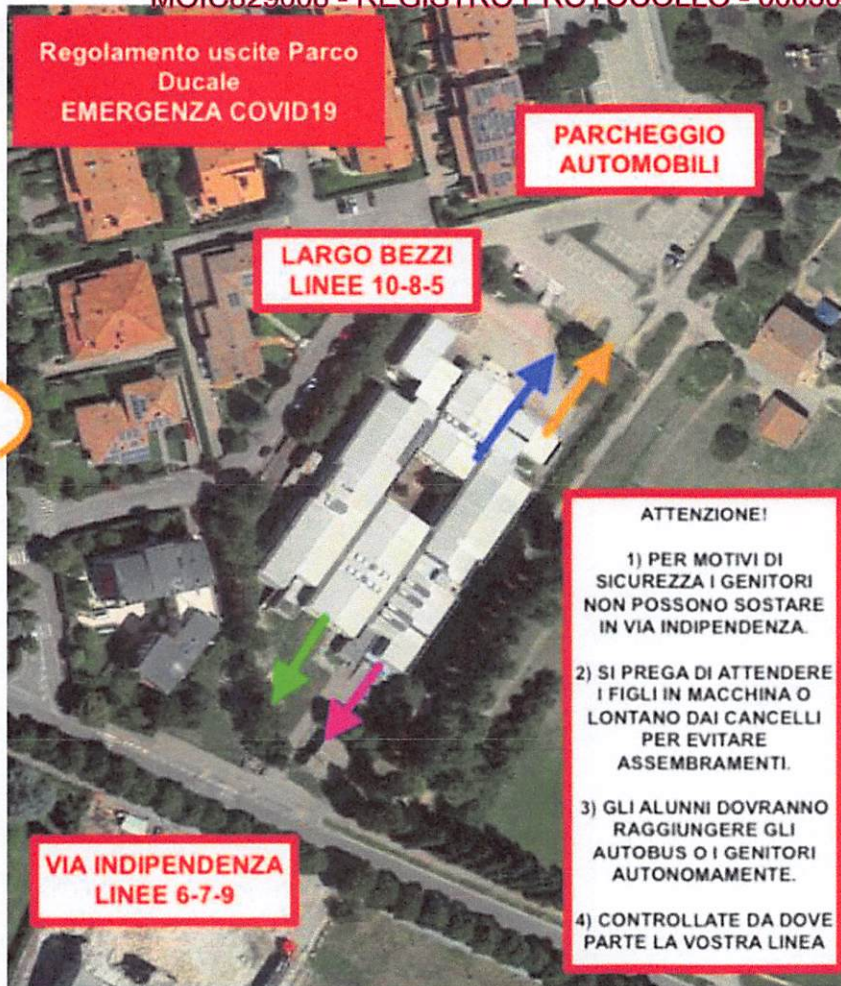 Regolamento uscite Parco
Ducale
EMERGENZA COVID19
PARCHEGGIO
AUTOMOBILI
LARGO BEZZI
LINEE 10-8-5
ATTENZIONE!
1) PER MOTIVI DI
SICUREZZA I GENITORI
NON POSSONO SOSTARE
IN VIA INDIPENDENZA.
2) SI PREGA DI ATTENDERE
I FIGLI IN MACCHINA O
LONTANO DAI CANCELLI
PER EVITARE
ASSEMBRAMENTI.
3) GLI ALUNNI DOVRANNO
RAGGIUNGERE GLI
AUTOBUS O I GENITORI
AUTONOMAMENTE.
4) CONTROLLATE DA DOVE
PARTE LA VOSTRA LINEA
VIA INDIPENDENZA
LINEE 6-7-9